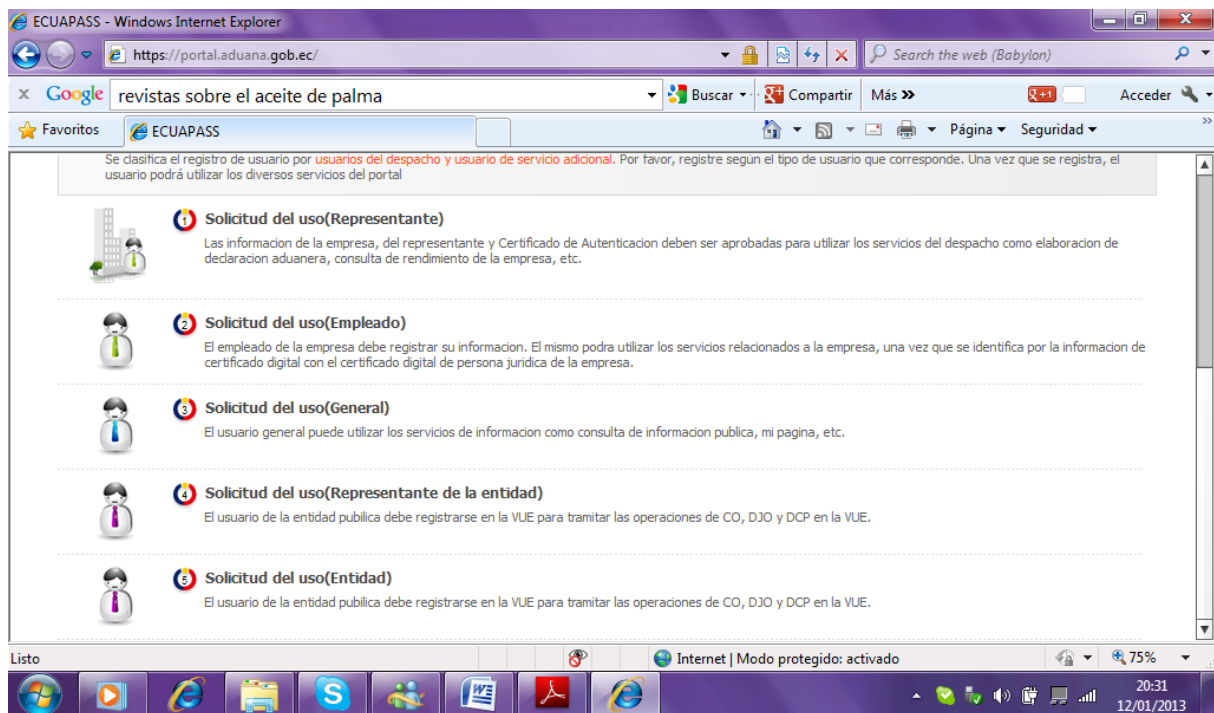 ECUAPASS - Windows Internet Explorer
https://portal.aduana.gob.ec/
Search the web (Babylon)
x Google revistas sobre el aceite de palma Buscar Compartir Más >> +1 Acceder
Favoritos ECUAPASS Página Seguridad >>
Se clasifica el registro de usuario por usuarios del despacho y usuario de servicio adicional. Por favor, registre según el tipo de usuario que corresponde. Una vez que se registra, el
usuario podrá utilizar los diversos servicios del portal
1 Solicitud del uso(Representante)
Las informacion de la empresa, del representante y Certificado de Autenticacion deben ser aprobadas para utilizar los servicios del despacho como elaboracion de
declaracion aduanera, consulta de rendimiento de la empresa, etc.
2 Solicitud del uso(Empleado)
El empleado de la empresa debe registrar su informacion. El mismo podra utilizar los servicios relacionados a la empresa, una vez que se identifica por la informacion de
certificado digital con el certificado digital de persona juridica de la empresa.
3 Solicitud del uso(General)
El usuario general puede utilizar los servicios de informacion como consulta de informacion publica, mi pagina, etc.
4 Solicitud del uso(Representante de la entidad)
El usuario de la entidad publica debe registrarse en la VUE para tramitar las operaciones de CO, DJO y DCP en la VUE.
5 Solicitud del uso(Entidad)
El usuario de la entidad publica debe registrarse en la VUE para tramitar las operaciones de CO, DJO y DCP en la VUE.
Listo Internet | Modo protegido: activado 75%
20:31
12/01/2013